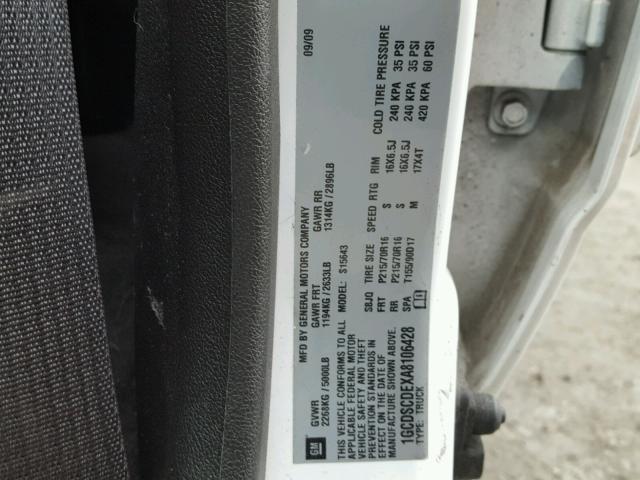 GM MFD BY GENERAL MOTORS COMPANY 09/09
GVWR GAWR FRT GAWR RR
2268KG / 5000LB 1194KG / 2633LB 1314KG / 2896LB
THIS VEHICLE CONFORMS TO ALL MODEL: S15643
APPLICABLE FEDERAL MOTOR
VEHICLE SAFETY AND THEFT
PREVENTION STANDARDS IN
EFFECT ON THE DATE OF
MANUFACTURE SHOWN ABOVE.
1GCDSCDEXA8106428
TYPE: TRUCK
SBJQ TIRE SIZE SPEED RTG RIM COLD TIRE PRESSURE
FRT P215/70R16 S 16X6.5J 240 KPA 35 PSI
RR P215/70R16 S 16X6.5J 240 KPA 35 PSI
SPA T155/90D17 M 17X4T 420 KPA 60 PSI